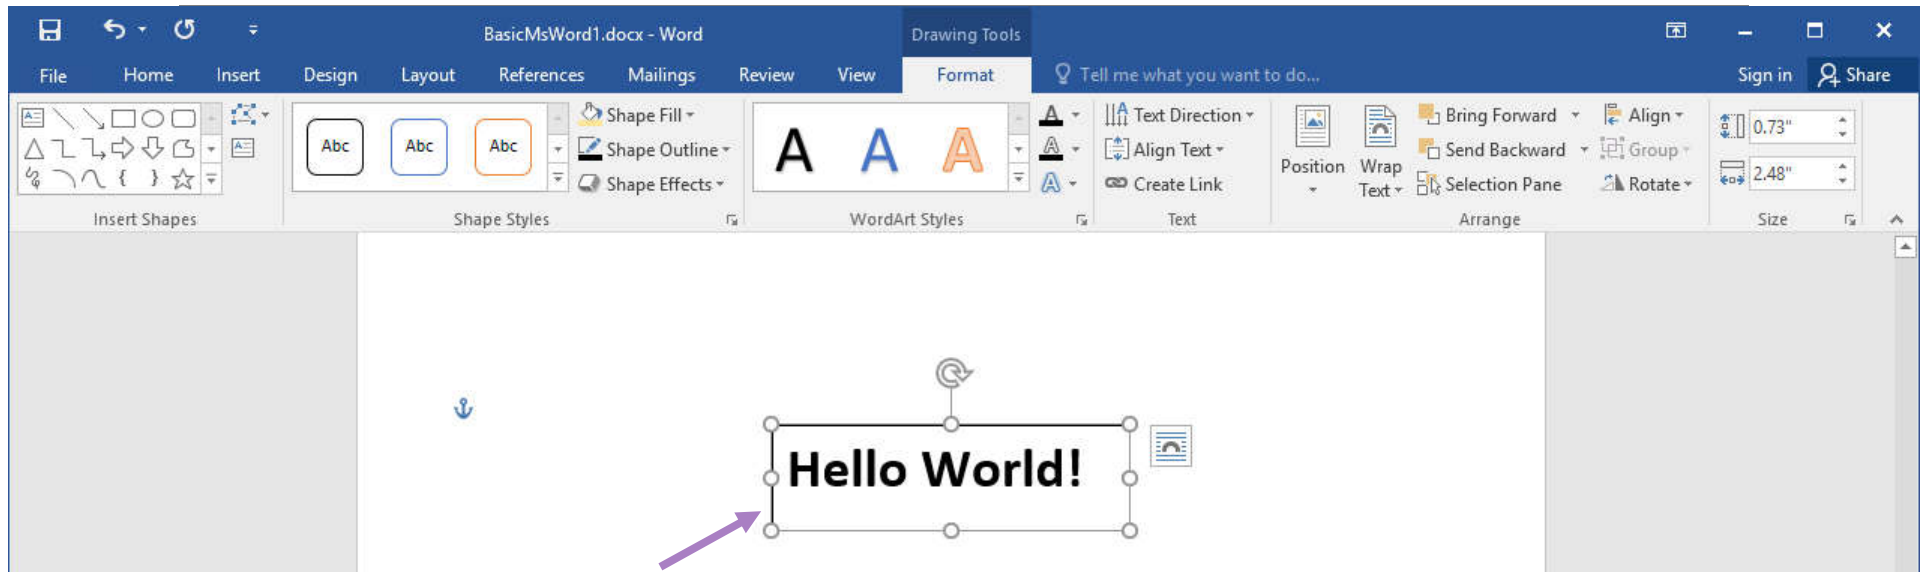 BasicMsWord1.docx - Word
Drawing Tools
File Home Insert Design Layout References Mailings Review View Format Tell me what you want to do... Sign in Share
Abc Abc Abc
Shape Fill
Shape Outline
Shape Effects
A A A
A
A
A
Text Direction
Align Text
Create Link
Position
Wrap
Text
Bring Forward
Send Backward
Selection Pane
Align
Group
Rotate
0.73"
2.48"
Insert Shapes Shape Styles WordArt Styles Text Arrange Size
Hello World!